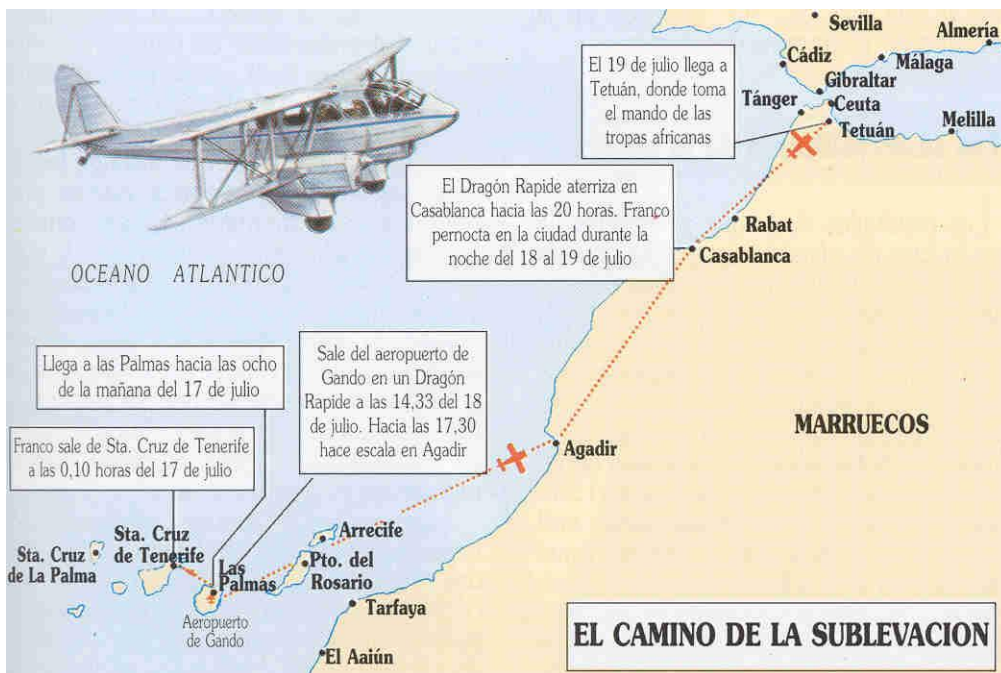 Sevilla
Almería
Cádiz
Málaga
Gibraltar
Tánger
Ceuta
Tetuán
Melilla
El 19 de julio llega a
Tetuán, donde toma
el mando de las
tropas africanas
El Dragón Rapide aterriza en
Casablanca hacia las 20 horas. Franco
pernocta en la ciudad durante la
noche del 18 al 19 de julio
Rabat
Casablanca
OCEANO ATLANTICO
Llega a las Palmas hacia las ocho
de la mañana del 17 de julio
Sale del aeropuerto de
Gando en un Dragón
Rapide a las 14,33 del 18
de julio. Hacia las 17,30
hace escala en Agadir
Franco sale de Sta. Cruz de Tenerife
a las 0,10 horas del 17 de julio
MARRUECOS
Agadir
Sta. Cruz
de La Palma
Sta. Cruz
de Tenerife
Las
Palmas
Aeropuerto
de Gando
Arrecife
Pto. del
Rosario
Tarfaya
El Aaiún
EL CAMINO DE LA SUBLEVACION